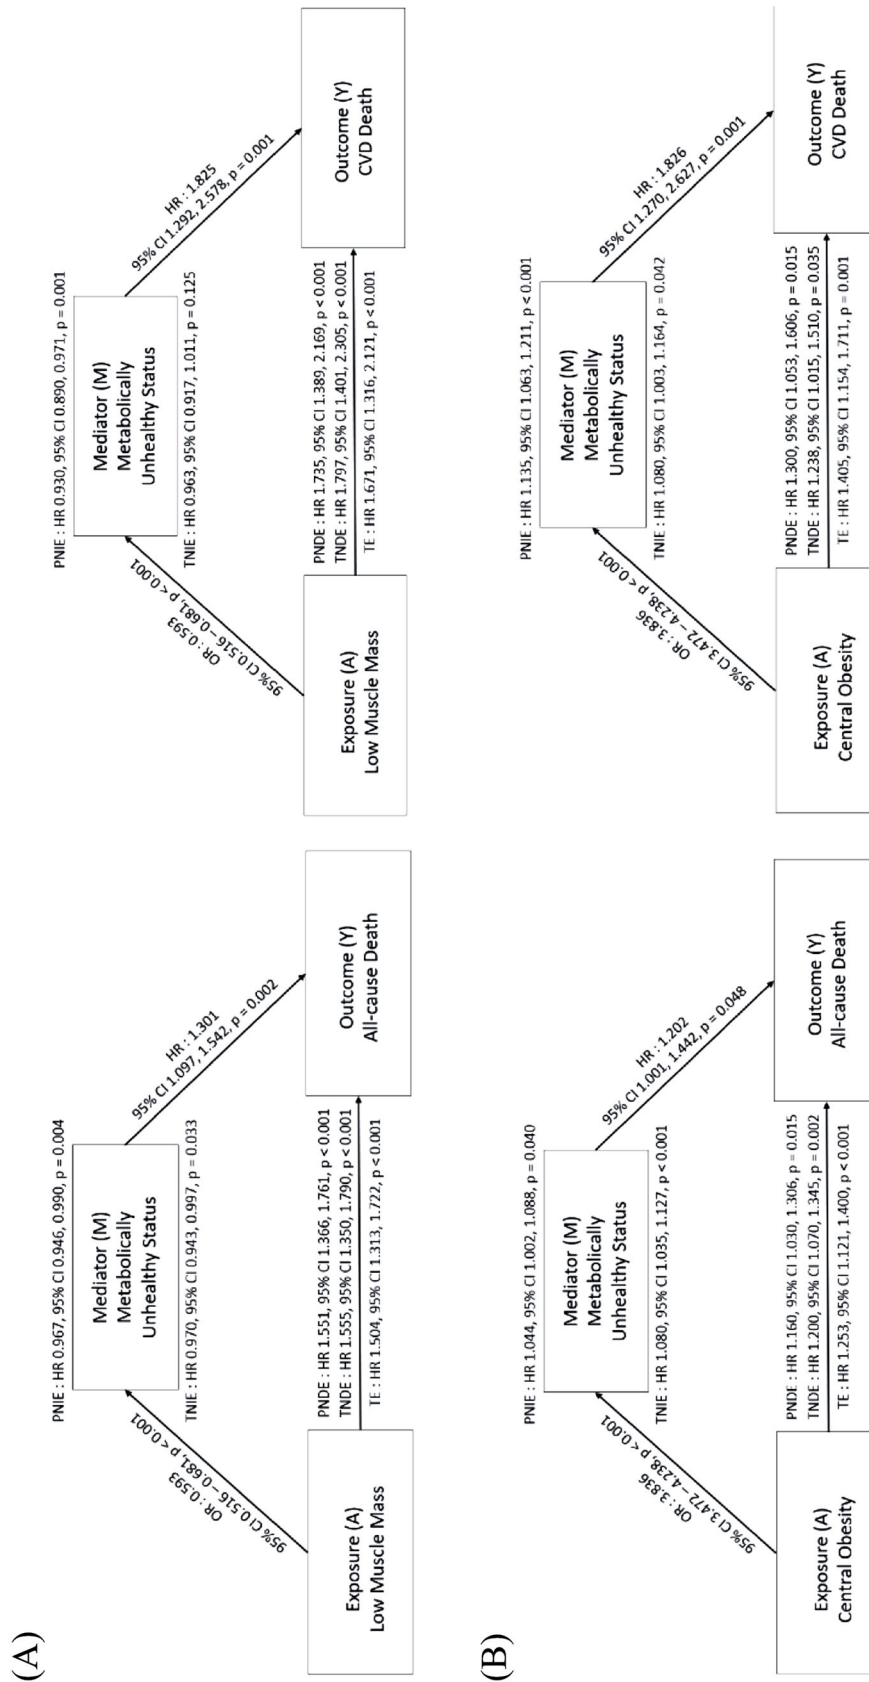 (A)
PNIE : HR 0.967, 95% CI 0.946, 0.990, p = 0.004
Mediator (M)
Metabolically
Unhealthy Status
TNIE : HR 0.970, 95% CI 0.943, 0.997, p = 0.033
OR : 0.593
95% CI 0.516 – 0.681, p < 0.001
HR : 1.301
95% CI 1.097, 1.542, p = 0.002
Exposure (A)
Low Muscle Mass
PNDE : HR 1.551, 95% CI 1.366, 1.761, p < 0.001
TNDE : HR 1.555, 95% CI 1.350, 1.790, p < 0.001
TE : HR 1.504, 95% CI 1.313, 1.722, p < 0.001
Outcome (Y)
All-cause Death
PNIE : HR 0.930, 95% CI 0.890, 0.971, p = 0.001
Mediator (M)
Metabolically
Unhealthy Status
TNIE : HR 0.963, 95% CI 0.917, 1.011, p = 0.125
OR : 0.593
95% CI 0.516 – 0.681, p < 0.001
HR : 1.825
95% CI 1.292, 2.578, p = 0.001
Exposure (A)
Low Muscle Mass
PNDE : HR 1.735, 95% CI 1.389, 2.169, p < 0.001
TNDE : HR 1.797, 95% CI 1.401, 2.305, p < 0.001
TE : HR 1.671, 95% CI 1.316, 2.121, p < 0.001
Outcome (Y)
CVD Death
(B)
PNIE : HR 1.044, 95% CI 1.002, 1.088, p = 0.040
Mediator (M)
Metabolically
Unhealthy Status
TNIE : HR 1.080, 95% CI 1.035, 1.127, p < 0.001
OR : 3.836
95% CI 3.472 – 4.238, p < 0.001
HR : 1.202
95% CI 1.001, 1.442, p = 0.048
Exposure (A)
Central Obesity
PNDE : HR 1.160, 95% CI 1.030, 1.306, p = 0.015
TNDE : HR 1.200, 95% CI 1.070, 1.345, p = 0.002
TE : HR 1.253, 95% CI 1.121, 1.400, p < 0.001
Outcome (Y)
All-cause Death
PNIE : HR 1.135, 95% CI 1.063, 1.211, p < 0.001
Mediator (M)
Metabolically
Unhealthy Status
TNIE : HR 1.080, 95% CI 1.003, 1.164, p = 0.042
OR : 3.836
95% CI 3.472 – 4.238, p < 0.001
HR : 1.826
95% CI 1.270, 2.627, p = 0.001
Exposure (A)
Central Obesity
PNDE : HR 1.300, 95% CI 1.053, 1.606, p = 0.015
TNDE : HR 1.238, 95% CI 1.015, 1.510, p = 0.035
TE : HR 1.405, 95% CI 1.154, 1.711, p = 0.001
Outcome (Y)
CVD Death